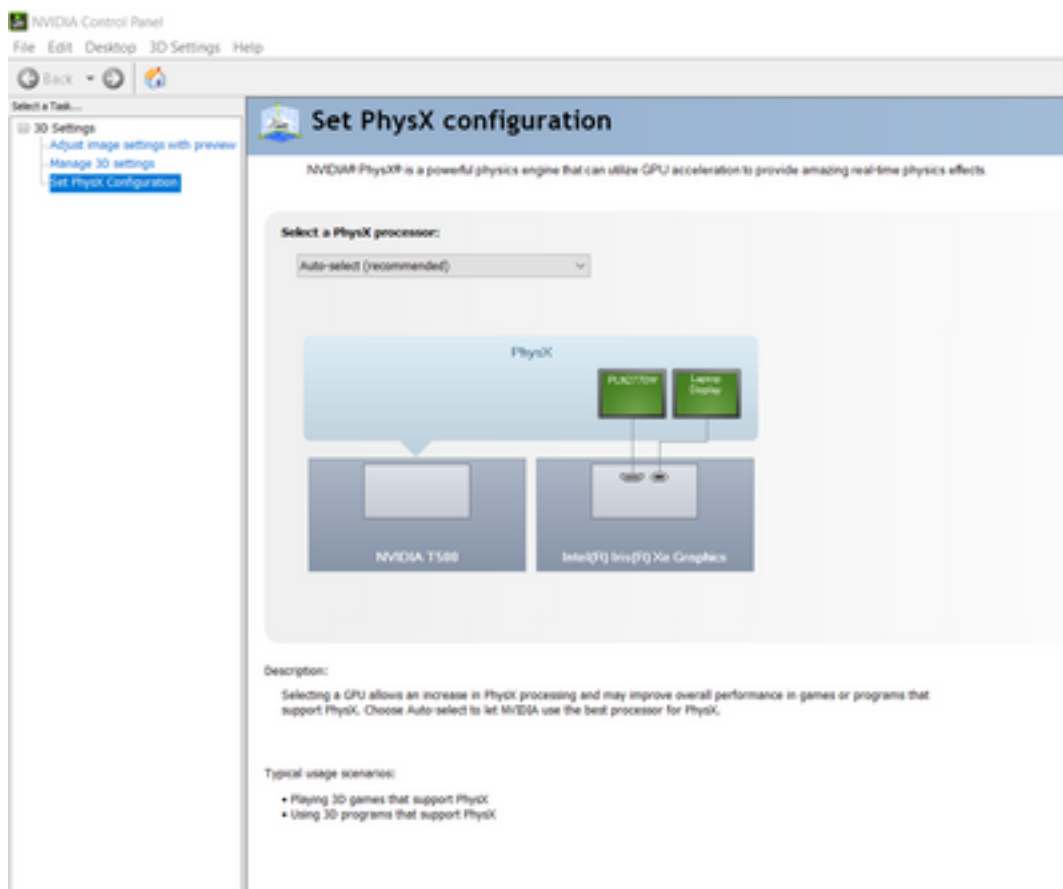 NVIDIA Control Panel
File Edit Desktop 3D Settings Help
Back
Select a Task...
3D Settings
Adjust image settings with preview
Manage 3D settings
Set PhysX Configuration
Set PhysX configuration
NVIDIA® PhysX® is a powerful physics engine that can utilize GPU acceleration to provide amazing real-time physics effects.
Select a PhysX processor:
Auto-select (recommended)
PhysX
Laptop
Display
NVIDIA T500
Intel(R) Iris(R) Xe Graphics
Description:
Selecting a GPU allows an increase in PhysX processing and may improve overall performance in games or programs that
support PhysX. Choose Auto-select to let NVIDIA use the best processor for PhysX.
Typical usage scenarios:
• Playing 3D games that support PhysX
• Using 3D programs that support PhysX